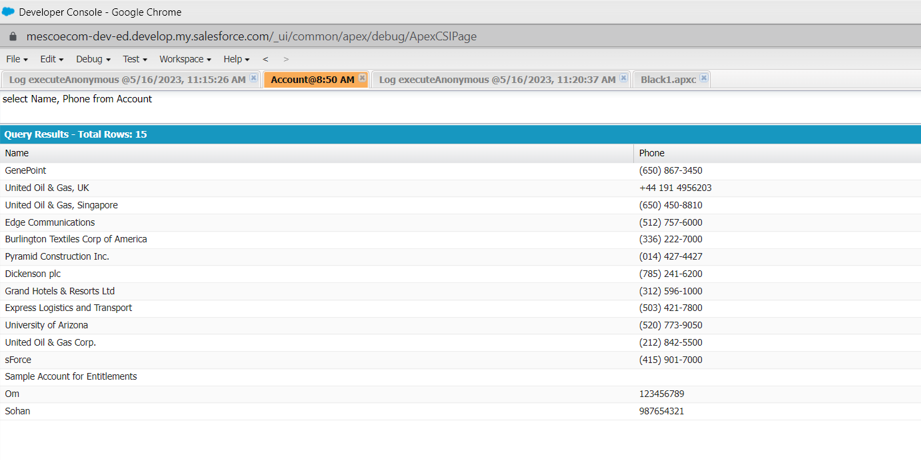 Developer Console - Google Chrome
mescoecom-dev-ed.develop.my.salesforce.com/_ui/common/apex/debug/ApexCSIPage
File Edit Debug Test Workspace Help < >
Log executeAnonymous @5/16/2023, 11:15:26 AM Account@8:50 AM Log executeAnonymous @5/16/2023, 11:20:37 AM Black1.apxc
select Name, Phone from Account
Query Results - Total Rows: 15
Name Phone
GenePoint (650) 867-3450
United Oil & Gas, UK +44 191 4956203
United Oil & Gas, Singapore (650) 450-8810
Edge Communications (512) 757-6000
Burlington Textiles Corp of America (336) 222-7000
Pyramid Construction Inc. (014) 427-4427
Dickenson plc (785) 241-6200
Grand Hotels & Resorts Ltd (312) 596-1000
Express Logistics and Transport (503) 421-7800
University of Arizona (520) 773-9050
United Oil & Gas Corp. (212) 842-5500
sForce (415) 901-7000
Sample Account for Entitlements
Om 123456789
Sohan 987654321